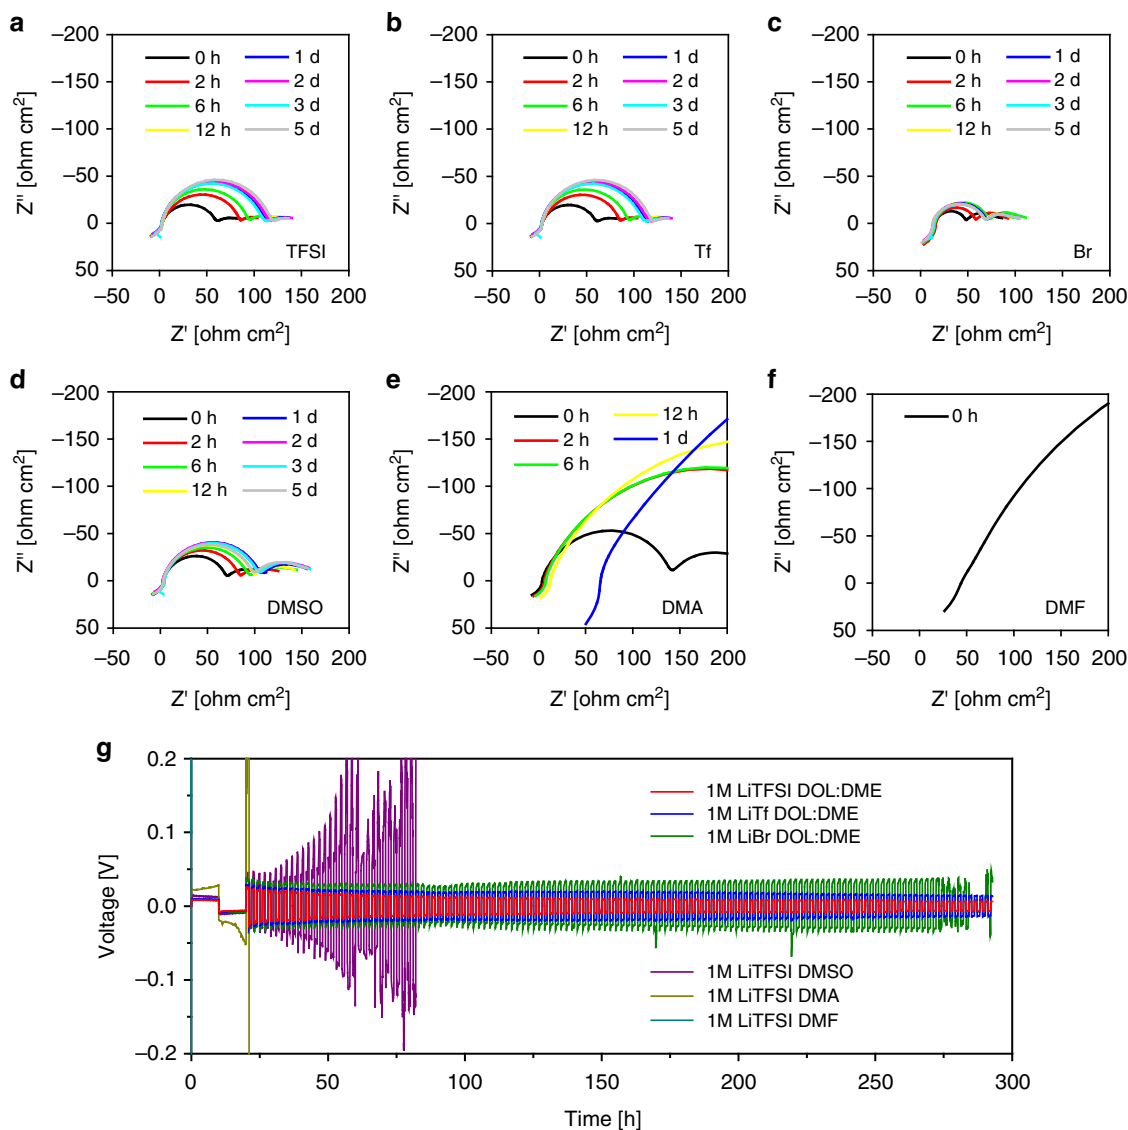 a
b
c
−200
−150
−100
−50
0
50
Z″ [ohm cm²]
0 h
2 h
6 h
12 h
1 d
2 d
3 d
5 d
TFSI
−50 0 50 100 150 200
Z′ [ohm cm²]
−200
−150
−100
−50
0
50
Z″ [ohm cm²]
0 h
2 h
6 h
12 h
1 d
2 d
3 d
5 d
Tf
−50 0 50 100 150 200
Z′ [ohm cm²]
−200
−150
−100
−50
0
50
Z″ [ohm cm²]
0 h
2 h
6 h
12 h
1 d
2 d
3 d
5 d
Br
−50 0 50 100 150 200
Z′ [ohm cm²]
d
e
f
−200
−150
−100
−50
0
50
Z″ [ohm cm²]
0 h
2 h
6 h
12 h
1 d
2 d
3 d
5 d
DMSO
−50 0 50 100 150 200
Z′ [ohm cm²]
−200
−150
−100
−50
0
50
Z″ [ohm cm²]
0 h
2 h
6 h
12 h
1 d
DMA
−50 0 50 100 150 200
Z′ [ohm cm²]
−200
−150
−100
−50
0
50
Z″ [ohm cm²]
0 h
DMF
−50 0 50 100 150 200
Z′ [ohm cm²]
g
0.2
0.1
0.0
−0.1
−0.2
Voltage [V]
1M LiTFSI DOL:DME
1M LiTf DOL:DME
1M LiBr DOL:DME
1M LiTFSI DMSO
1M LiTFSI DMA
1M LiTFSI DMF
0 50 100 150 200 250 300
Time [h]